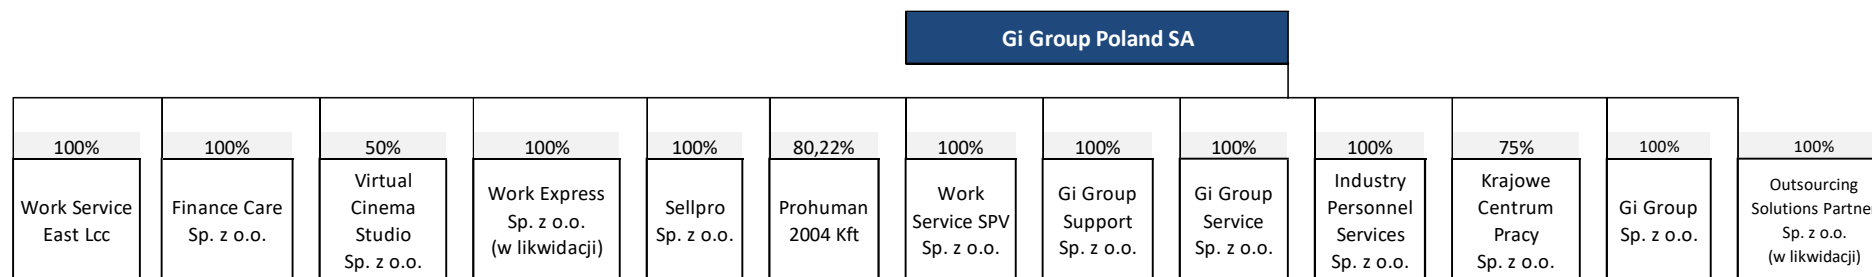 Gi Group Poland SA
100%
100%
50%
100%
100%
80,22%
100%
100%
100%
100%
75%
100%
100%
Work Service
East Lcc
Finance Care
Sp. z o.o.
Virtual
Cinema
Studio
Sp. z o.o.
Work Express
Sp. z o.o.
(w likwidacji)
Sellpro
Sp. z o.o.
Prohuman
2004 Kft
Work
Service SPV
Sp. z o.o.
Gi Group
Support
Sp. z o.o.
Gi Group
Service
Sp. z o.o.
Industry
Personnel
Services
Sp. z o.o.
Krajowe
Centrum
Pracy
Sp. z o.o.
Gi Group
Sp. z o.o.
Outsourcing
Solutions Partner
Sp. z o.o.
(w likwidacji)